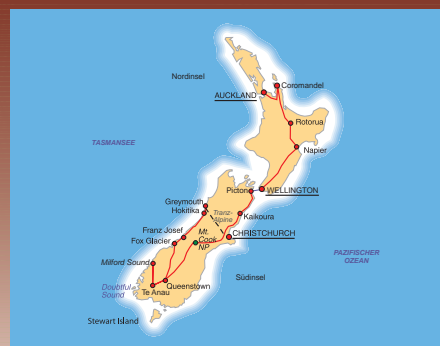 Nordinsel
Coromandel
AUCKLAND
Rotorua
TASMANSEE
Napier
Picton
WELLINGTON
Greymouth
Hokitika
Tranz-
Alpine
Kaikoura
Franz Josef
Mt.
Cook
NP
CHRISTCHURCH
Fox Glacier
PAZIFISCHER
OZEAN
Milford Sound
Südinsel
Doubtful
Sound
Te Anau
Queenstown
Stewart Island